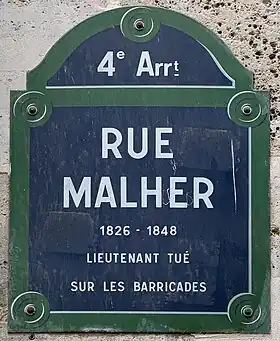 4e Arrt
RUE
MALHER
1826 - 1848
LIEUTENANT TUÉ
SUR LES BARRICADES